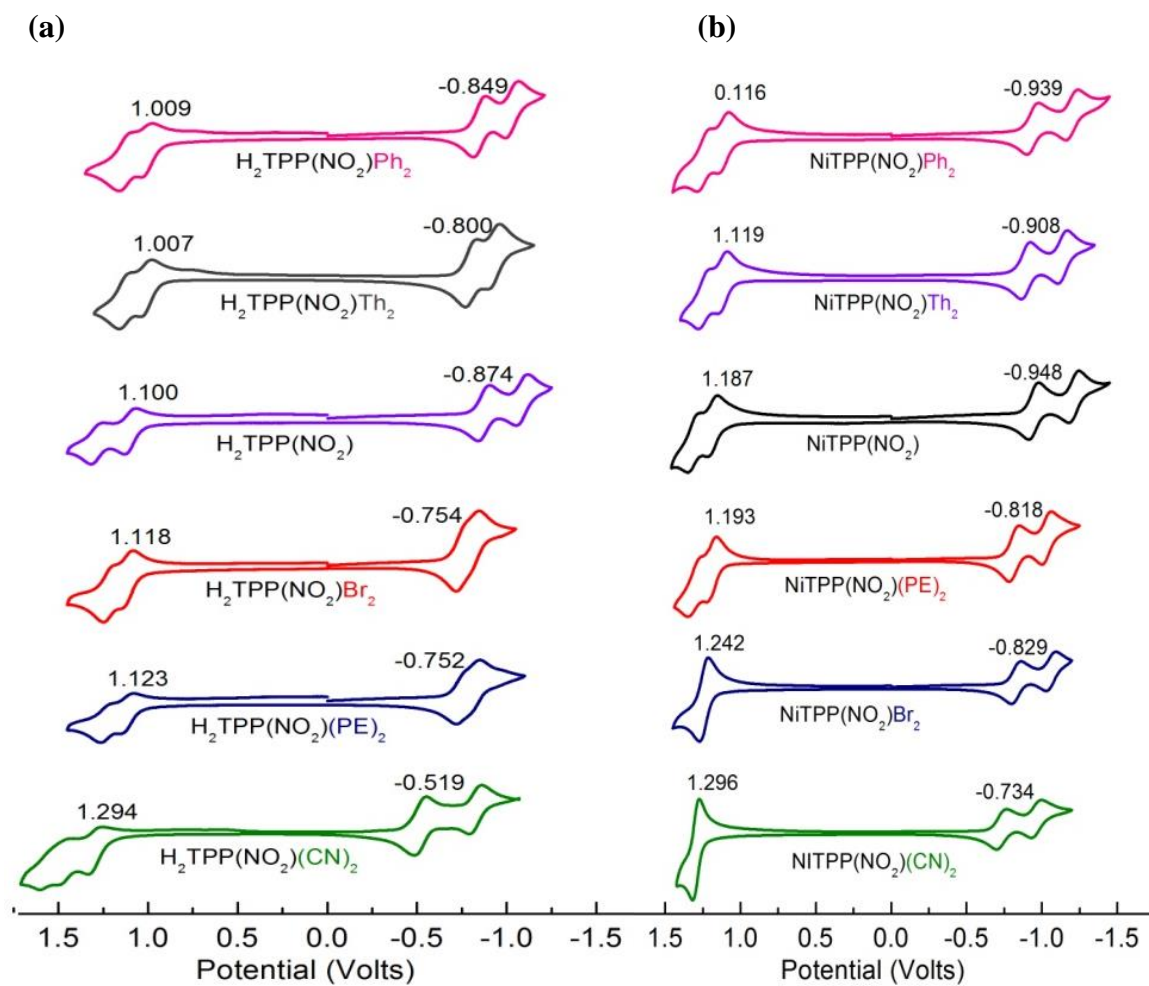 (a)
1.009
-0.849
H₂TPP(NO₂)Ph₂
1.007
-0.800
H₂TPP(NO₂)Th₂
1.100
-0.874
H₂TPP(NO₂)
1.118
-0.754
H₂TPP(NO₂)Br₂
1.123
-0.752
H₂TPP(NO₂)(PE)₂
1.294
-0.519
H₂TPP(NO₂)(CN)₂
1.5 1.0 0.5 0.0 -0.5 -1.0 -1.5
Potential (Volts)
(b)
0.116
-0.939
NiTPP(NO₂)Ph₂
1.119
-0.908
NiTPP(NO₂)Th₂
1.187
-0.948
NiTPP(NO₂)
1.193
-0.818
NiTPP(NO₂)(PE)₂
1.242
-0.829
NiTPP(NO₂)Br₂
1.296
-0.734
NITPP(NO₂)(CN)₂
1.5 1.0 0.5 0.0 -0.5 -1.0 -1.5
Potential (Volts)